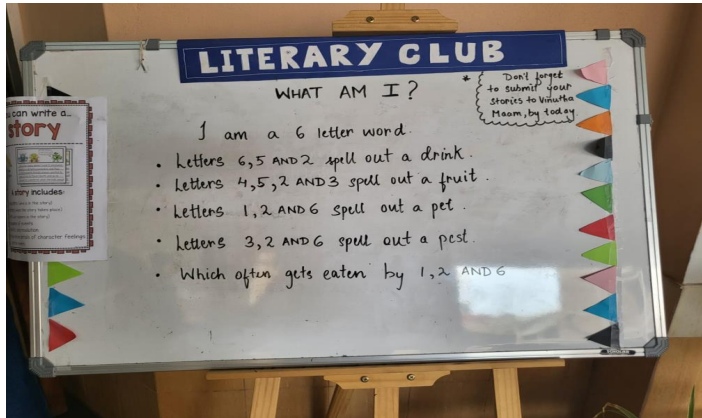 LITERARY CLUB
WHAT AM I?
* Don't forget
to submit your
stories to Vinutha
Maam, by today.
I am a 6 letter word.
• Letters 6,5 AND 2 spell out a drink.
• Letters 4,5,2 AND 3 spell out a fruit.
• Letters 1,2 AND 6 spell out a pet.
• Letters 3,2 AND 6 spell out a pest.
• Which often gets eaten by 1,2 AND 6
can write a...
story
story includes:
of character feelings,